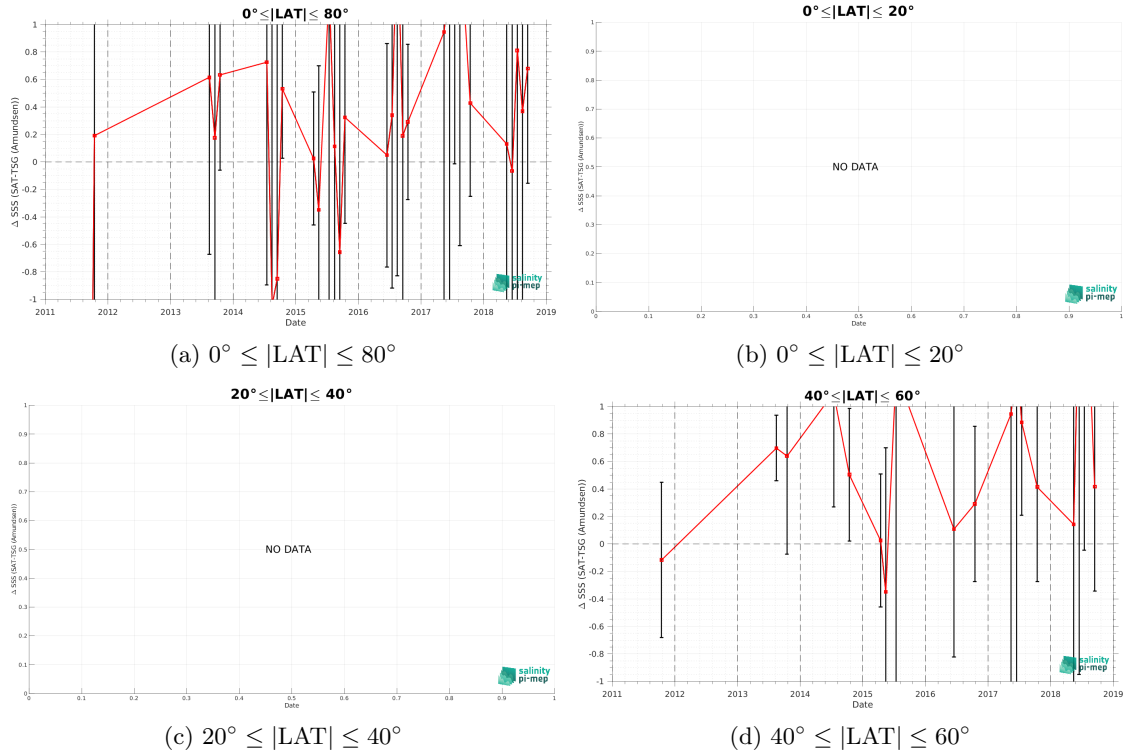 0°≤|LAT|≤ 80°
1
0.8
0.6
0.4
0.2
0
-0.2
-0.4
-0.6
-0.8
-1
Δ SSS (SAT-TSG (Amundsen))
2011 2012 2013 2014 2015 2016 2017 2018 2019
Date
salinity
pi-mep
(a) 0° ≤ |LAT| ≤ 80°
0°≤|LAT|≤ 20°
1
0.9
0.8
0.7
0.6
0.5
0.4
0.3
0.2
0.1
0
Δ SSS (SAT-TSG (Amundsen))
NO DATA
0 0.1 0.2 0.3 0.4 0.5 0.6 0.7 0.8 0.9 1
Date
salinity
pi-mep
(b) 0° ≤ |LAT| ≤ 20°
20°≤|LAT|≤ 40°
1
0.9
0.8
0.7
0.6
0.5
0.4
0.3
0.2
0.1
0
Δ SSS (SAT-TSG (Amundsen))
NO DATA
0 0.1 0.2 0.3 0.4 0.5 0.6 0.7 0.8 0.9 1
Date
salinity
pi-mep
(c) 20° ≤ |LAT| ≤ 40°
40°≤|LAT|≤ 60°
1
0.8
0.6
0.4
0.2
0
-0.2
-0.4
-0.6
-0.8
-1
Δ SSS (SAT-TSG (Amundsen))
2011 2012 2013 2014 2015 2016 2017 2018 2019
Date
salinity
pi-mep
(d) 40° ≤ |LAT| ≤ 60°